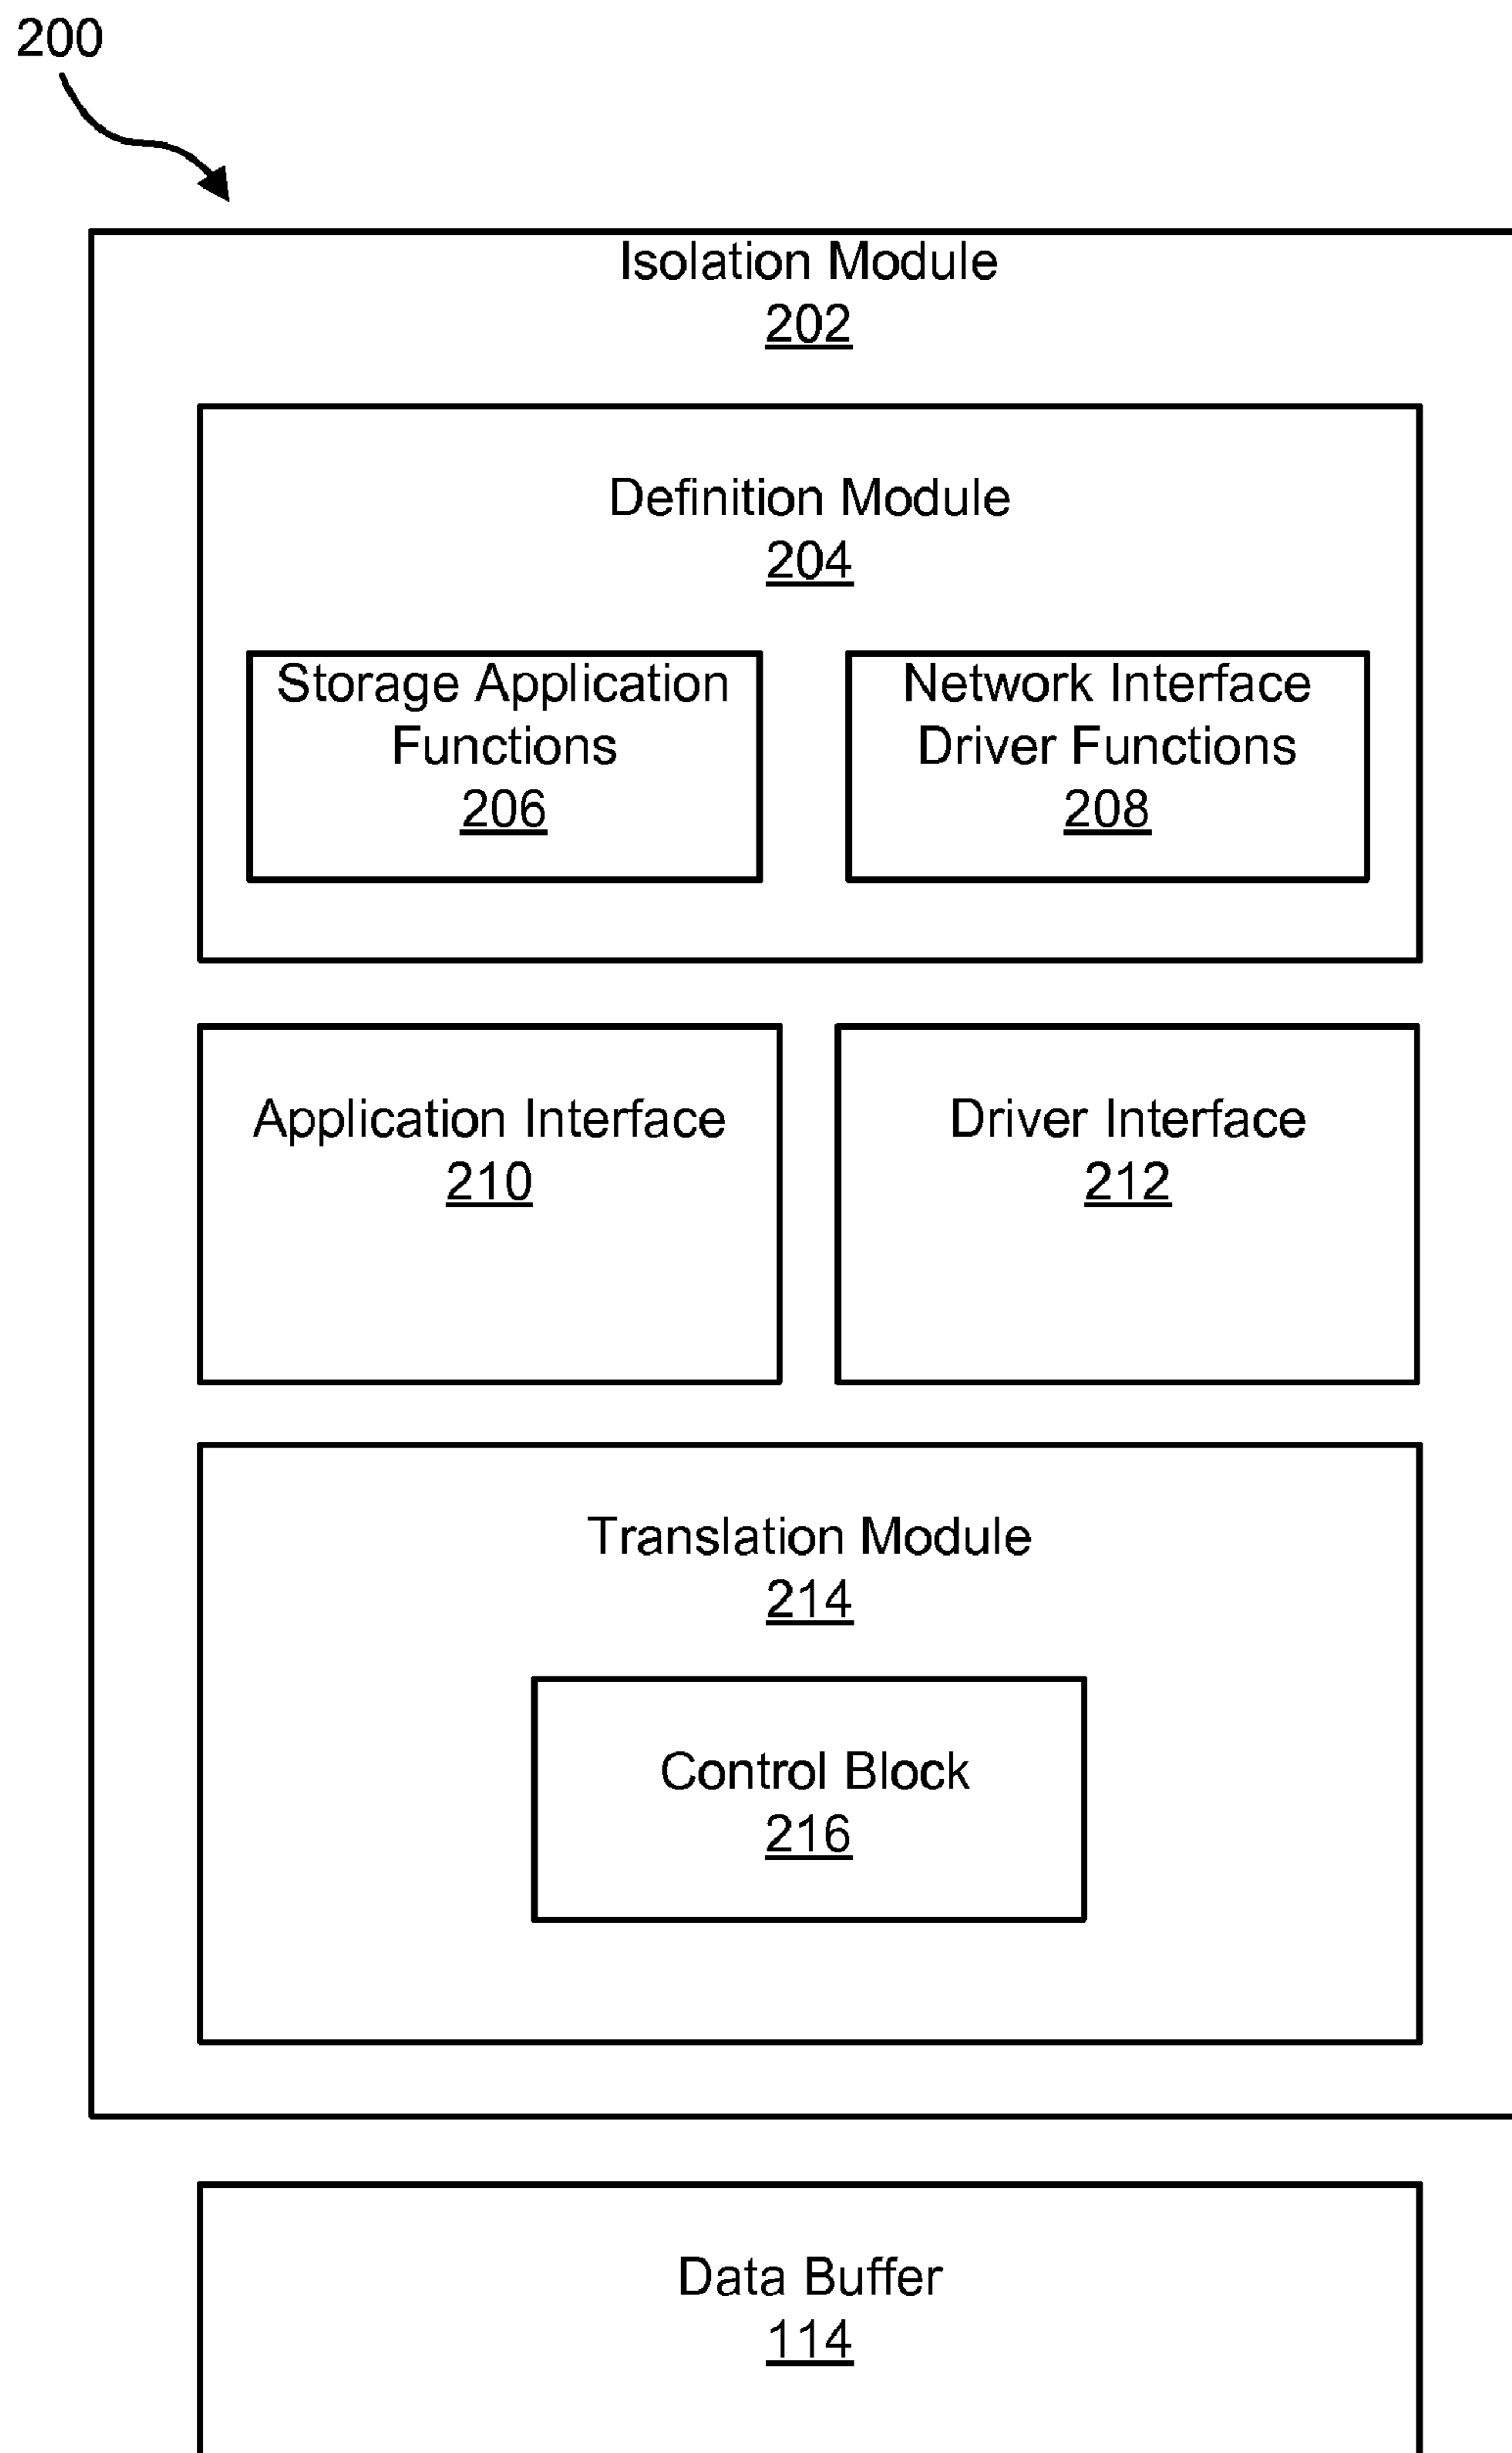 200
Isolation Module
202
Definition Module
204
Storage Application
Functions
206
Network Interface
Driver Functions
208
Application Interface
210
Driver Interface
212
Translation Module
214
Control Block
216
Data Buffer
114